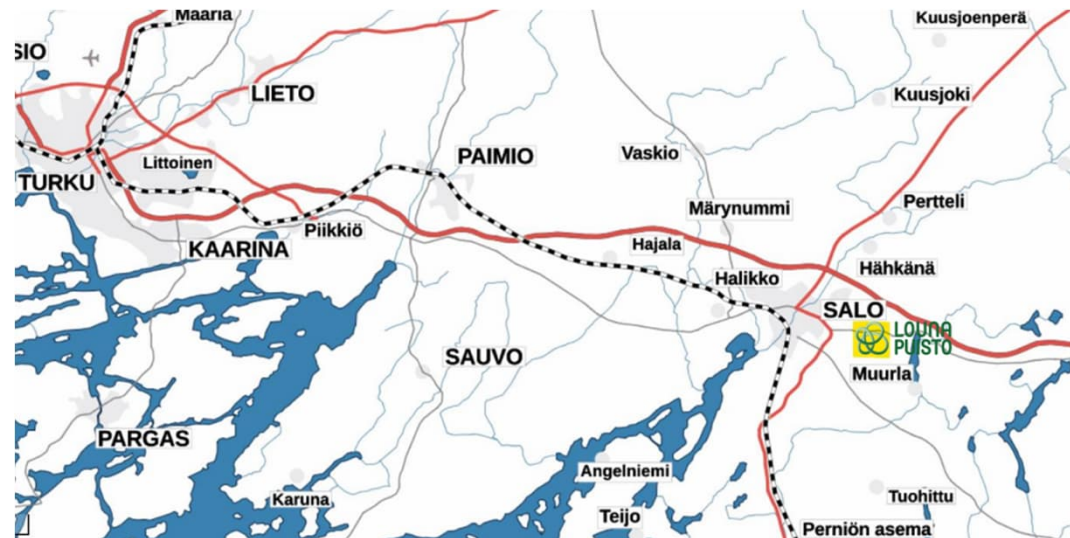 Maaria
Kuusjoenperä
SIO
LIETO
Kuusjoki
Littoinen
PAIMIO
Vaskio
TURKU
Pertteli
Märynummi
Piikkiö
KAARINA
Hajala
Hähkänä
Halikko
SALO
LOUNA
PUISTO
SAUVO
Muurla
PARGAS
Angelniemi
Karuna
Tuohittu
Teijo
Perniön asema